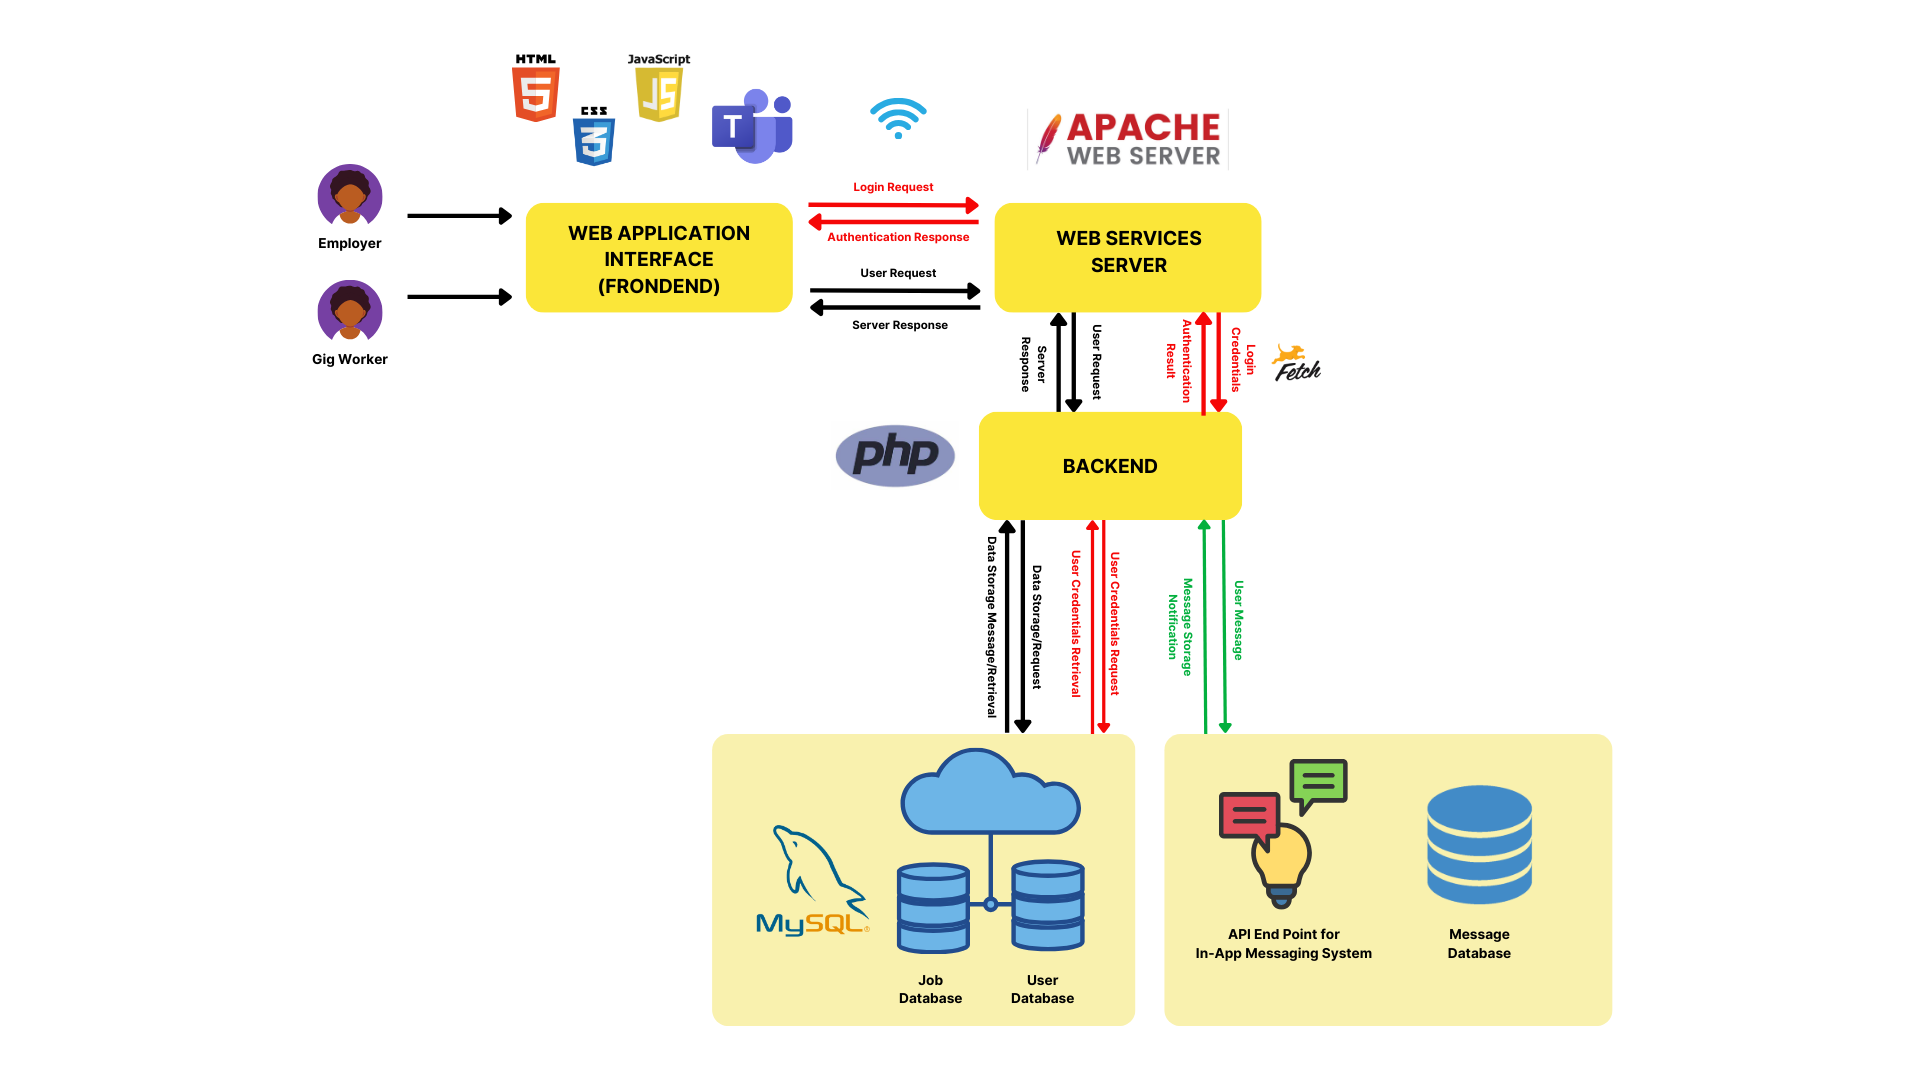 HTML
JavaScript
CSS
T
APACHE
WEB SERVER
Employer
Gig Worker
WEB APPLICATION
INTERFACE
(FRONDEND)
Login Request
Authentication Response
User Request
Server Response
WEB SERVICES
SERVER
Server
Response
User Request
Authentication
Result
Login
Credentials
Fetch
php
BACKEND
Data Storage Message/Retrieval
Data Storage/Request
User Credentials Retrieval
User Credentials Request
Message Storage
Notification
User Message
MySQL®
Job
Database
User
Database
API End Point for
In-App Messaging System
Message
Database